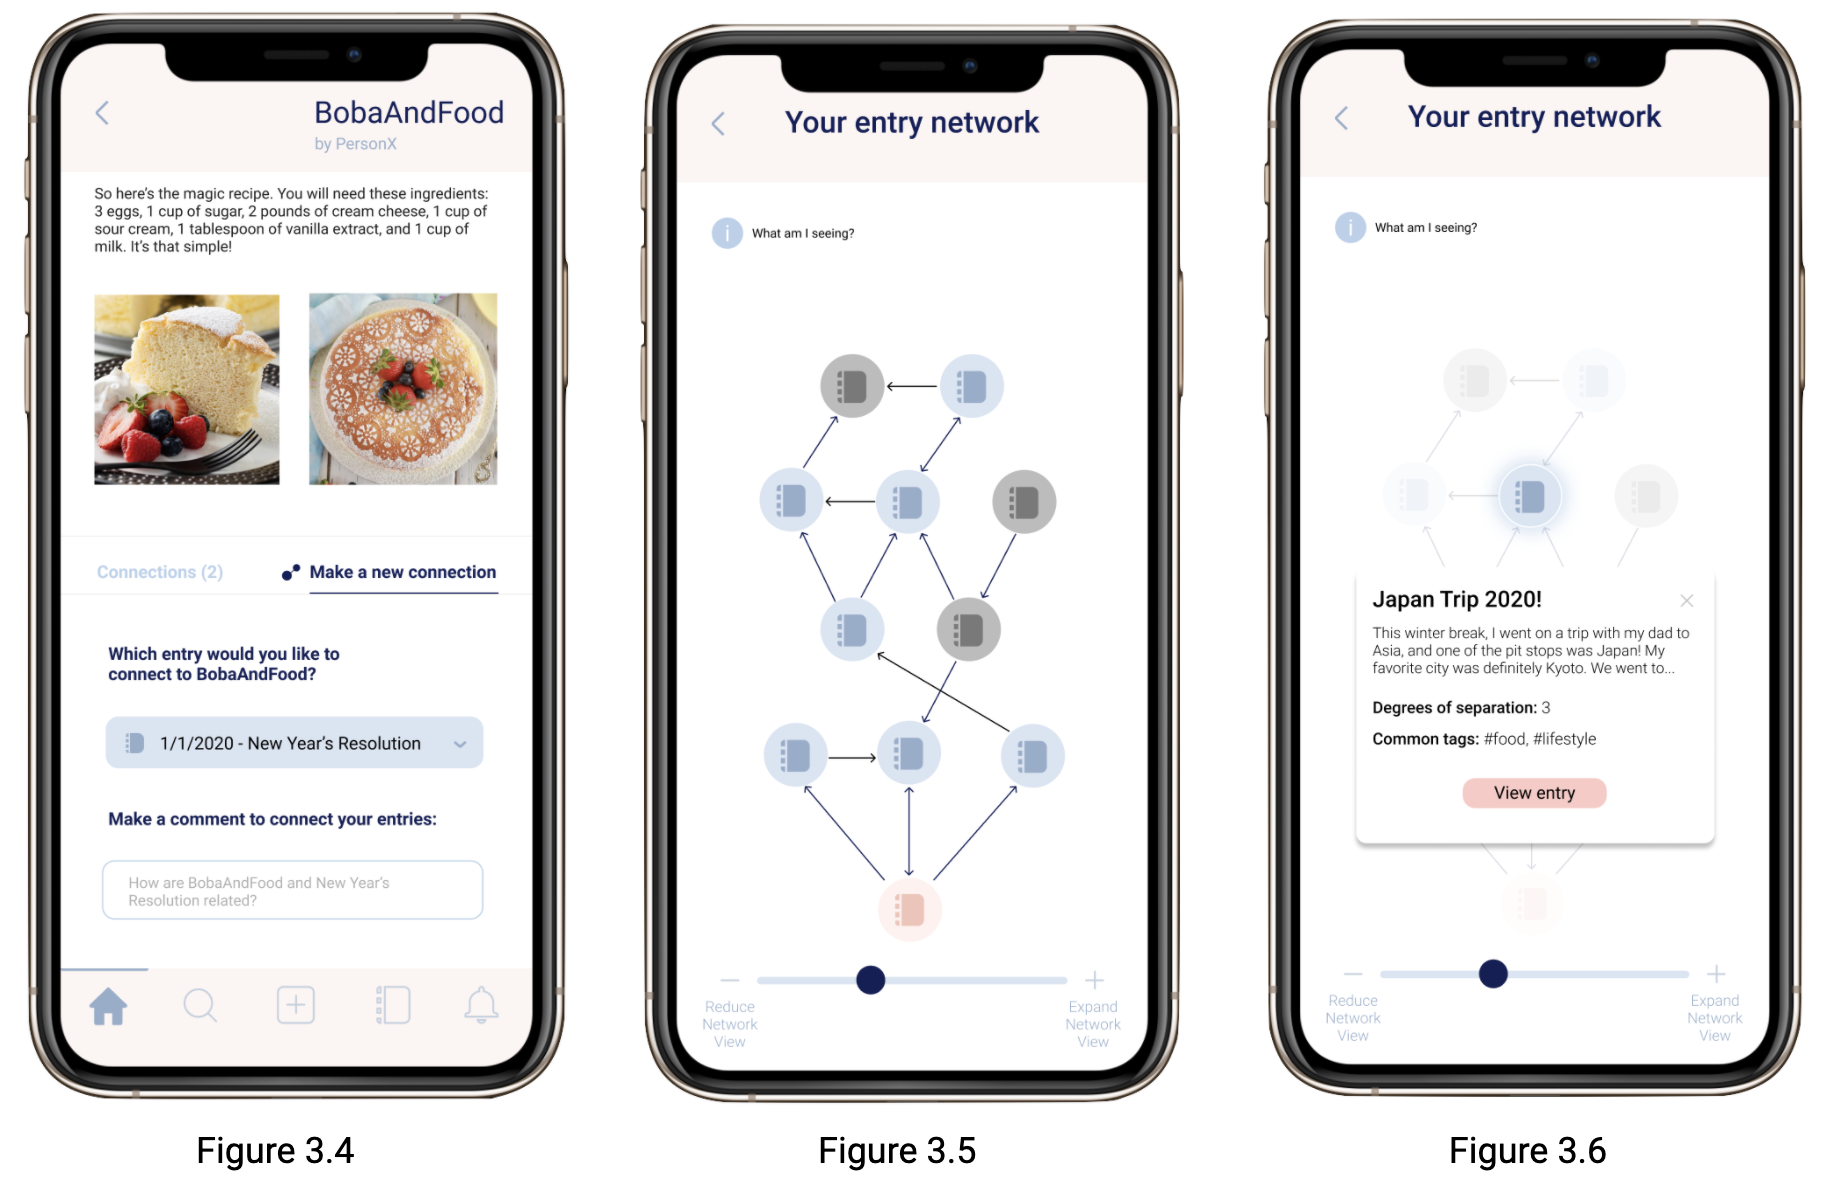 BobaAndFood
by PersonX
So here's the magic recipe. You will need these ingredients:
3 eggs, 1 cup of sugar, 2 pounds of cream cheese, 1 cup of
sour cream, 1 tablespoon of vanilla extract, and 1 cup of
milk. It's that simple!
Connections (2)
Make a new connection
Which entry would you like to
connect to BobaAndFood?
1/1/2020 - New Year's Resolution
Make a comment to connect your entries:
How are BobaAndFood and New Year's
Resolution related?
Figure 3.4
Your entry network
i
What am I seeing?
Reduce
Network
View
Expand
Network
View
Figure 3.5
Your entry network
i
What am I seeing?
Japan Trip 2020!
This winter break, I went on a trip with my dad to
Asia, and one of the pit stops was Japan! My
favorite city was definitely Kyoto. We went to...
Degrees of separation: 3
Common tags: #food, #lifestyle
View entry
Reduce
Network
View
Expand
Network
View
Figure 3.6